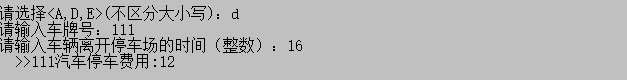 请选择<A,D,E>(不区分大小写): d
请输入车牌号: 111
请输入车辆离开停车场的时间（整数）: 16
>>111汽车停车费用:12